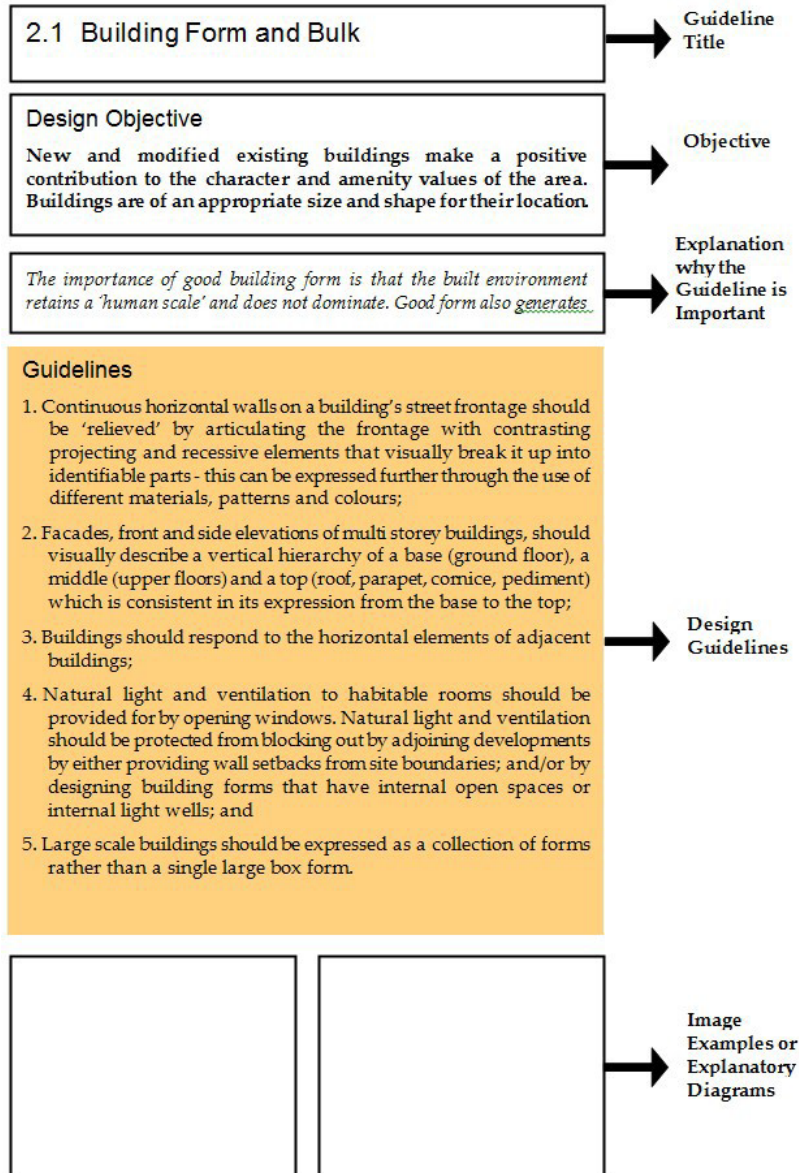 2.1 Building Form and Bulk
Guideline
Title
Design Objective
New and modified existing buildings make a positive
contribution to the character and amenity values of the area.
Buildings are of an appropriate size and shape for their location.
Objective
The importance of good building form is that the built environment
retains a ‘human scale’ and does not dominate. Good form also generates
Explanation
why the
Guideline is
Important
Guidelines
1. Continuous horizontal walls on a building’s street frontage should
be ‘relieved’ by articulating the frontage with contrasting
projecting and recessive elements that visually break it up into
identifiable parts - this can be expressed further through the use of
different materials, patterns and colours;
2. Facades, front and side elevations of multi storey buildings, should
visually describe a vertical hierarchy of a base (ground floor), a
middle (upper floors) and a top (roof, parapet, cornice, pediment)
which is consistent in its expression from the base to the top;
3. Buildings should respond to the horizontal elements of adjacent
buildings;
4. Natural light and ventilation to habitable rooms should be
provided for by opening windows. Natural light and ventilation
should be protected from blocking out by adjoining developments
by either providing wall setbacks from site boundaries; and/or by
designing building forms that have internal open spaces or
internal light wells; and
5. Large scale buildings should be expressed as a collection of forms
rather than a single large box form.
Design
Guidelines
Image
Examples or
Explanatory
Diagrams